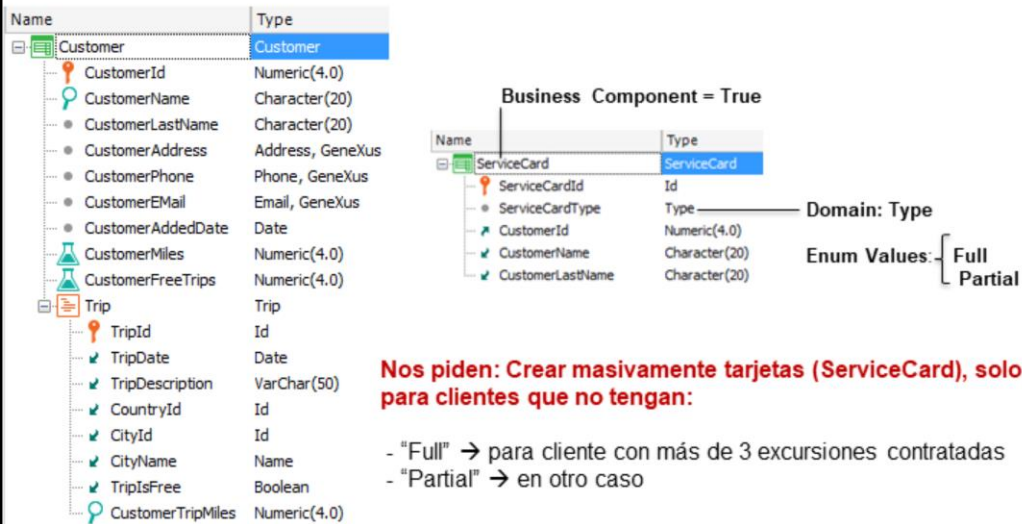 Name Type
Customer Customer
CustomerId Numeric(4.0)
CustomerName Character(20)
CustomerLastName Character(20)
CustomerAddress Address, GeneXus
CustomerPhone Phone, GeneXus
CustomerEMail Email, GeneXus
CustomerAddedDate Date
CustomerMiles Numeric(4.0)
CustomerFreeTrips Numeric(4.0)
Trip Trip
TripId Id
TripDate Date
TripDescription VarChar(50)
CountryId Id
CityId Id
CityName Name
TripIsFree Boolean
CustomerTripMiles Numeric(4.0)
Business Component = True
Name Type
ServiceCard ServiceCard
ServiceCardId Id
ServiceCardType Type
CustomerId Numeric(4.0)
CustomerName Character(20)
CustomerLastName Character(20)
Domain: Type
Enum Values: Full
Partial
Nos piden: Crear masivamente tarjetas (ServiceCard), solo
para clientes que no tengan:
- “Full” → para cliente con más de 3 excursiones contratadas
- “Partial” → en otro caso